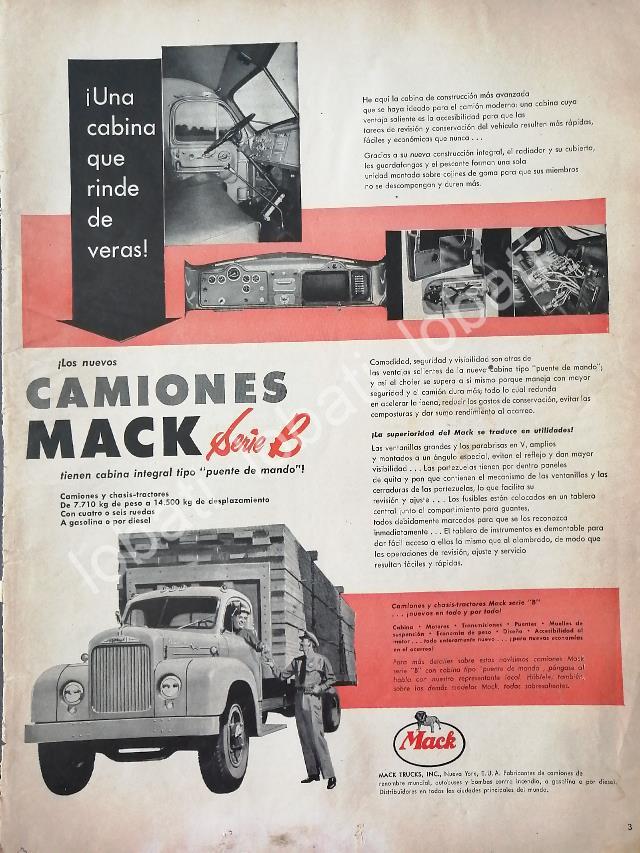 ¡Una
cabina
que
rinde
de
veras!
He aquí la cabina de construcción más avanzada
que se haya ideado para el camión moderno: una cabina cuya
ventaja saliente es la accesibilidad para que las
tareas de revisión y conservación del vehículo resulten más rápidas,
fáciles y económicas que nunca . . .
Gracias a su nueva construcción integral, el radiador y su cubierta,
los guardafangos y el pescante forman una sola
unidad montada sobre cojines de goma para que sus miembros
no se descompongan y duren más.
¡Los nuevos
CAMIONES
MACK Serie B
tienen cabina integral tipo "puente de mando"!
Camiones y chasis-tractores
De 7.710 kg de peso a 14.500 kg de desplazamiento
Con cuatro o seis ruedas
A gasolina o por diesel
Comodidad, seguridad y visibilidad son otras de
las ventajas salientes de la nueva cabina tipo "puente de mando";
y así el chofer se supera a sí mismo porque maneja con mayor
seguridad y el camión dura más; todo lo cual redunda
en acelerar la faena, reducir los gastos de conservación, evitar las
composturas y dar sumo rendimiento al acarreo.
¡La superioridad del Mack se traduce en utilidades!
Las ventanillas grandes y los parabrisas en V, amplios
y montados a un ángulo especial, evitan el reflejo y dan mayor
visibilidad . . . Las portezuelas tienen por dentro paneles
de quita y pon que contienen el mecanismo de las ventanillas y las
cerraduras de las portezuelas, lo que facilita su
revisión y ajuste . . . Los fusibles están colocados en un tablero
central junto al compartimiento para guantes,
todos debidamente marcados para que se los reconozca
inmediatamente . . . El tablero de instrumentos es demontable para
dar fácil acceso a ellos lo mismo que al alambrado, de modo que
las operaciones de revisión, ajuste y servicio
resultan fáciles y rápidas.
Camiones y chasis-tractores Mack serie "B"
. . . ¡nuevos en todo y por todo!
Cabina • Motores • Transmisiones • Puentes • Muelles de
suspensión • Economía de peso • Diseño • Accesibilidad al
motor . . . todo enteramente nuevo . . . ¡pero nuevas economías
en el acarreo!
Para más detalles sobre estos novísimos camiones Mack
serie "B" con cabina tipo "puente de mando", póngase al
habla con nuestro representante local. Háblele, también,
sobre los demás modelos Mack, todos sobresalientes.
Mack
MACK TRUCKS, INC., Nueva York, E.U.A. Fabricantes de camiones de
renombre mundial, autobuses y bombas contra incendio, a gasolina o por diesel.
Distribuidores en todas las ciudades principales del mundo.
3